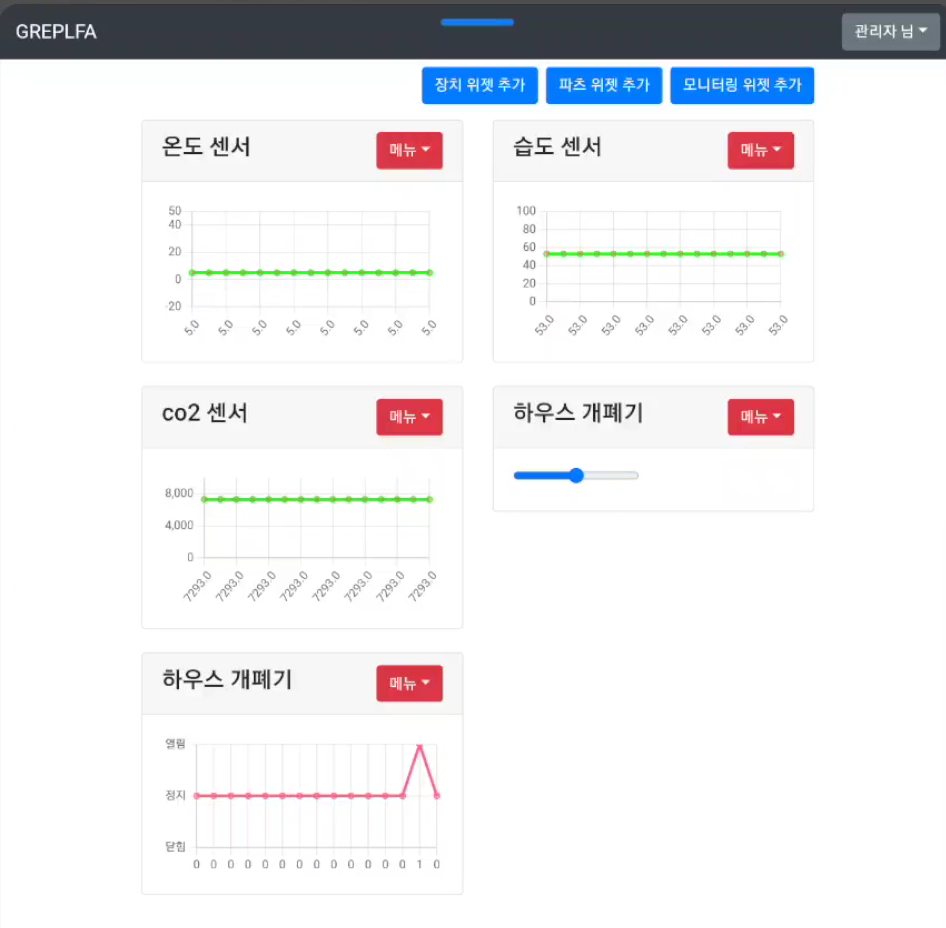 GREPLFA
관리자 님
장치 위젯 추가
파츠 위젯 추가
모니터링 위젯 추가
온도 센서
메뉴
50
40
20
0
-20
5.0 5.0 5.0 5.0 5.0 5.0 5.0 5.0
습도 센서
메뉴
100
80
60
40
20
0
53.0 53.0 53.0 53.0 53.0 53.0 53.0 53.0
co2 센서
메뉴
8,000
4,000
0
7293.0 7293.0 7293.0 7293.0 7293.0 7293.0 7293.0 7293.0
하우스 개폐기
메뉴
하우스 개폐기
메뉴
열림
정지
닫힘
0 0 0 0 0 0 0 0 0 0 0 0 0 1 0